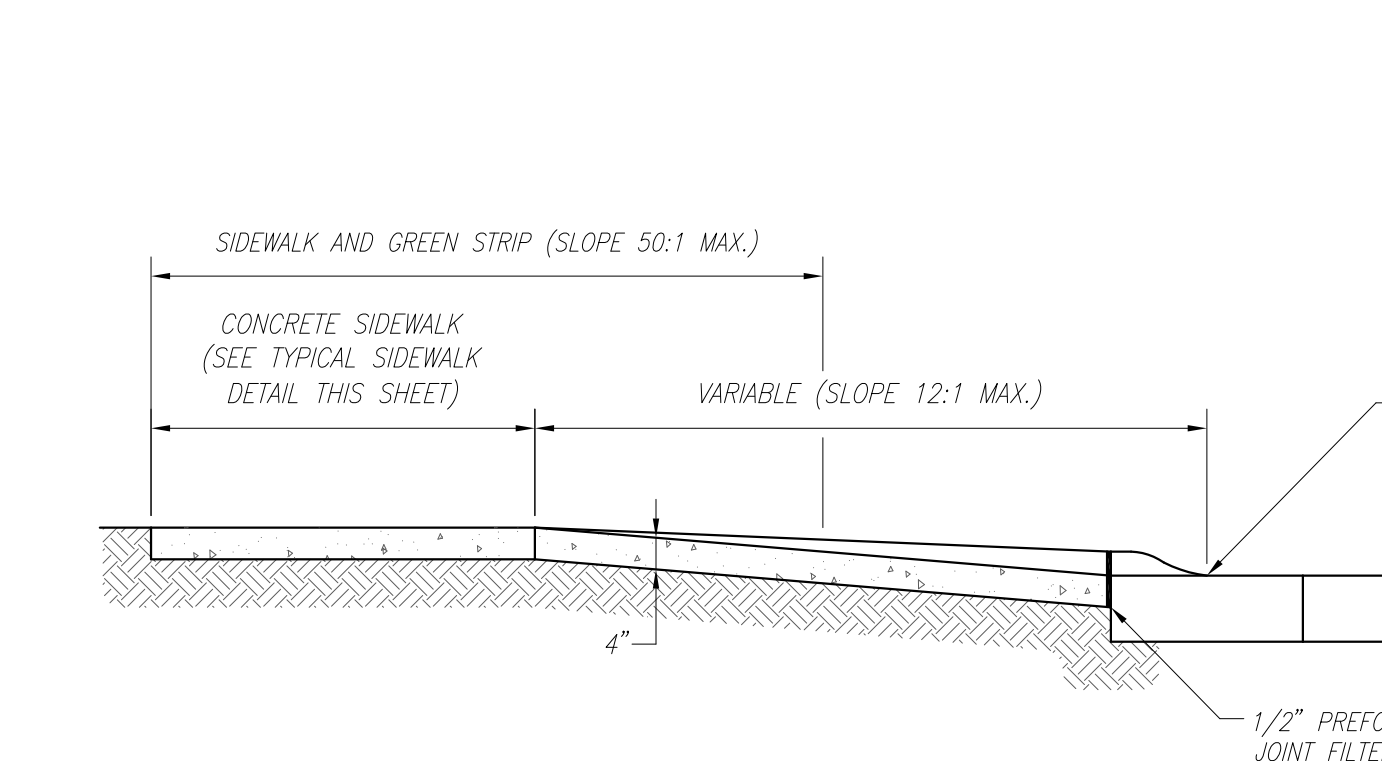 SIDEWALK AND GREEN STRIP (SLOPE 50:1 MAX.)
CONCRETE SIDEWALK
(SEE TYPICAL SIDEWALK
DETAIL THIS SHEET)
VARIABLE (SLOPE 12:1 MAX.)
4”
1/2”
JOINT